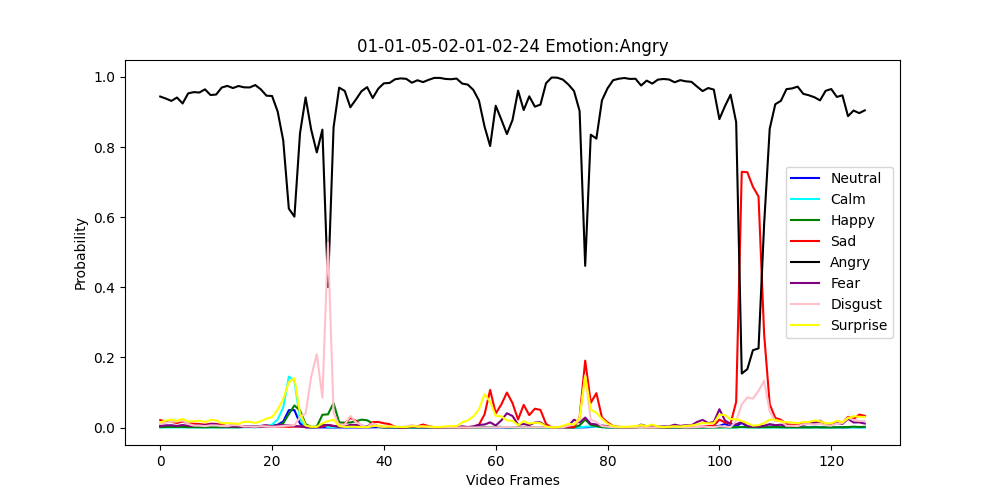 01-01-05-02-01-02-24 Emotion:Angry
1.0
0.8
0.6
0.4
0.2
0.0
Probability
0 20 40 60 80 100 120
Video Frames
Neutral
Calm
Happy
Sad
Angry
Fear
Disgust
Surprise